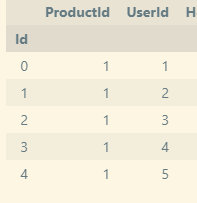 ProductId UserId H
Id
0 1 1
1 1 2
2 1 3
3 1 4
4 1 5